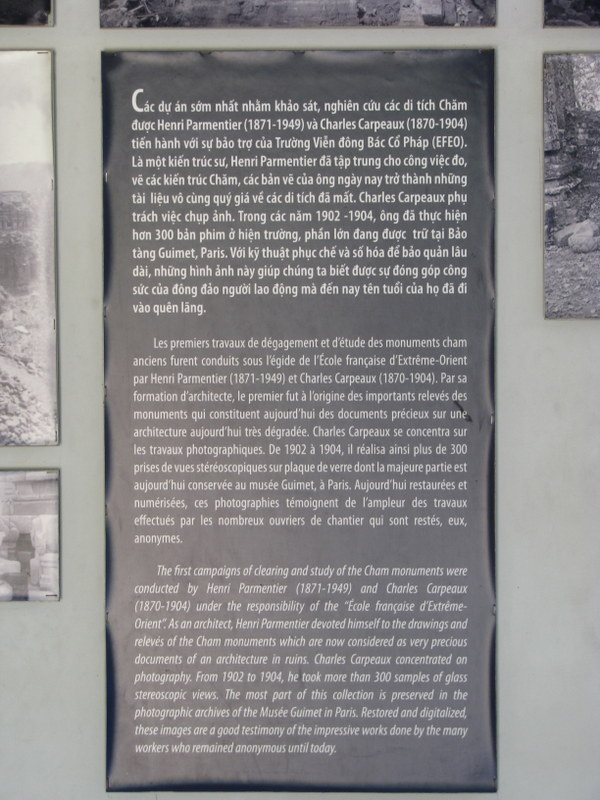 Các dự án sớm nhất nhằm khảo sát, nghiên cứu các di tích Chăm
được Henri Parmentier (1871-1949) và Charles Carpeaux (1870-1904)
tiến hành với sự bảo trợ của Trường Viễn đông Bác Cổ Pháp (EFEO).
Là một kiến trúc sư, Henri Parmentier đã tập trung cho công việc đo,
vẽ các kiến trúc Chăm, các bản vẽ của ông ngày nay trở thành những
tài liệu vô cùng quý giá về các di tích đã mất. Charles Carpeaux phụ
trách việc chụp ảnh. Trong các năm 1902 -1904, ông đã thực hiện
hơn 300 bản phim ở hiện trường, phần lớn đang được trữ tại Bảo
tàng Guimet, Paris. Với kỹ thuật phục chế và số hóa để bảo quản lâu
dài, những hình ảnh này giúp chúng ta biết được sự đóng góp công
sức của đông đảo người lao động mà đến nay tên tuổi của họ đã đi
vào quên lãng.
Les premiers travaux de dégagement et d'étude des monuments cham
anciens furent conduits sous l'égide de l'École française d'Extrême-Orient
par Henri Parmentier (1871-1949) et Charles Carpeaux (1870-1904). Par sa
formation d'architecte, le premier fut à l'origine des importants relevés des
monuments qui constituent aujourd'hui des documents précieux sur une
architecture aujourd'hui très dégradée. Charles Carpeaux se concentra sur
les travaux photographiques. De 1902 à 1904, il réalisa ainsi plus de 300
prises de vues stéréoscopiques sur plaque de verre dont la majeure partie est
aujourd'hui conservée au musée Guimet, à Paris. Aujourd'hui restaurées et
numérisées, ces photographies témoignent de l'ampleur des travaux
effectués par les nombreux ouvriers de chantier qui sont restés, eux,
anonymes.
The first campaigns of clearing and study of the Cham monuments were
conducted by Henri Parmentier (1871-1949) and Charles Carpeaux
(1870-1904) under the responsibility of the "École française d'Extrême-
Orient". As an architect, Henri Parmentier devoted himself to the drawings and
relevés of the Cham monuments which are now considered as very precious
documents of an architecture in ruins. Charles Carpeaux concentrated on
photography. From 1902 to 1904, he took more than 300 samples of glass
stereoscopic views. The most part of this collection is preserved in the
photographic archives of the Musée Guimet in Paris. Restored and digitalized,
these images are a good testimony of the impressive works done by the many
workers who remained anonymous until today.